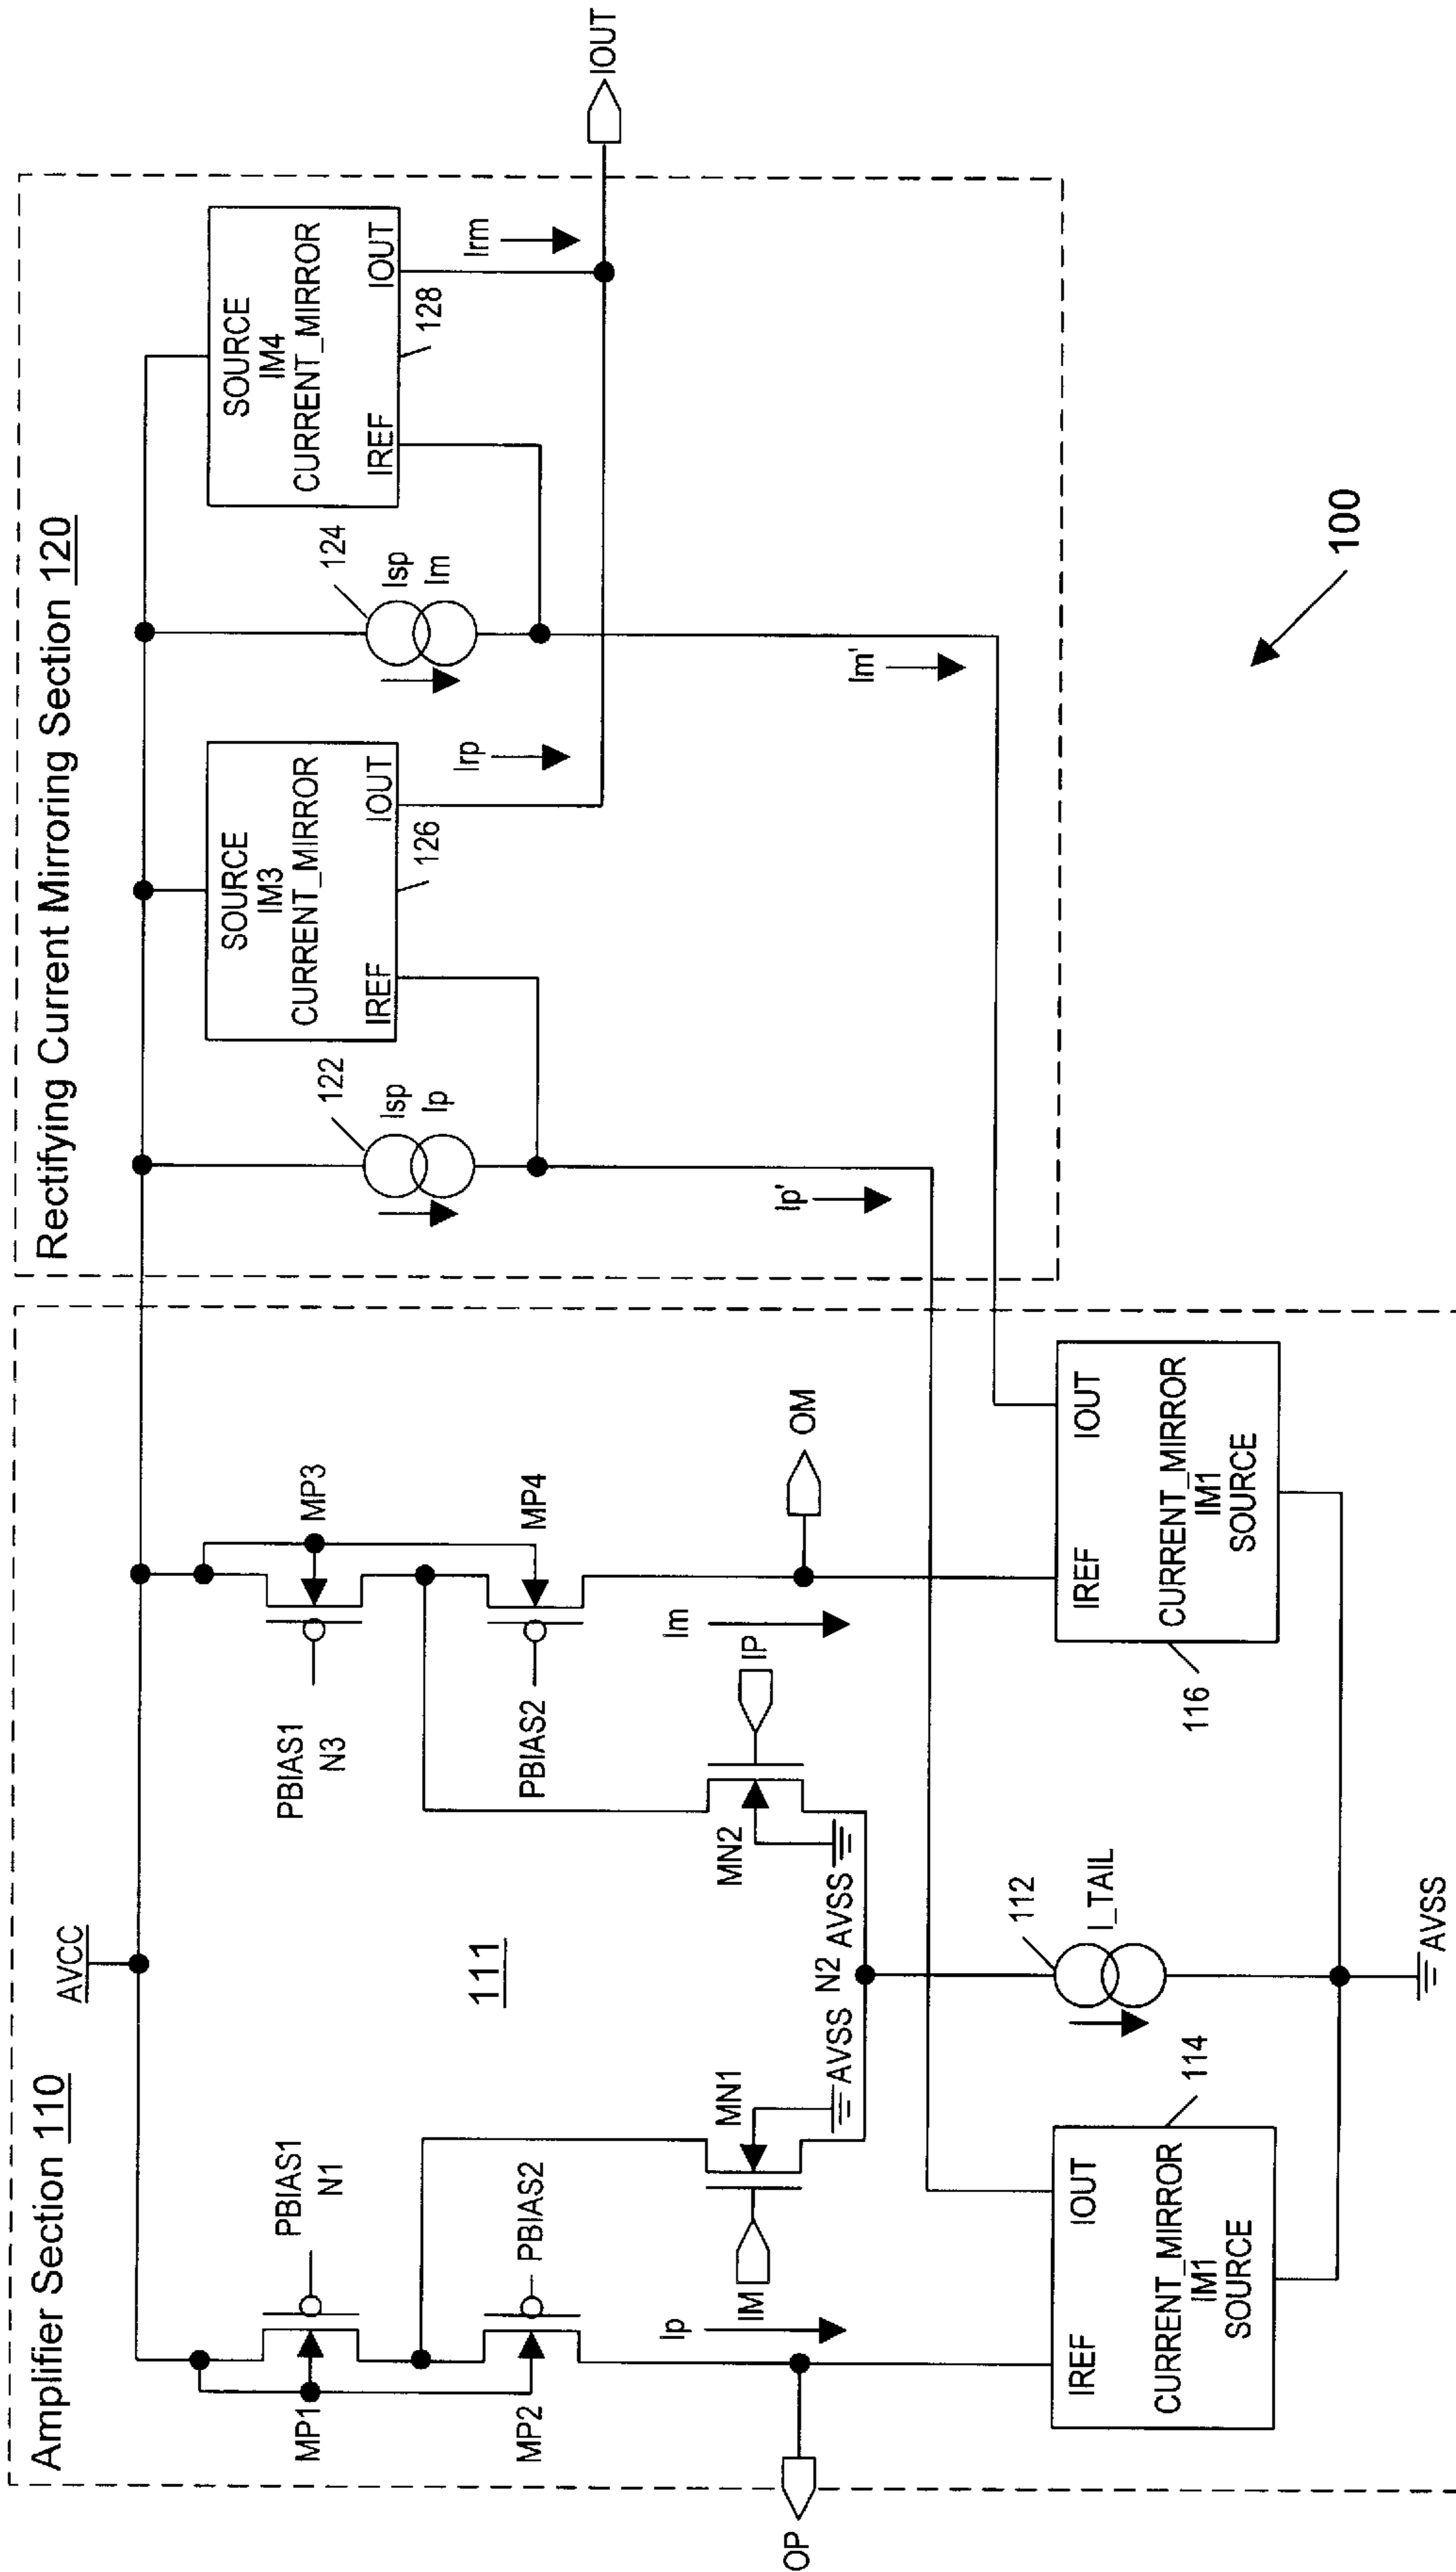 Amplifier Section 110
Rectifying Current Mirroring Section 120
AVCC
MP1
PBIAS1
N1
MP2
PBIAS2
Ip
OP
IM
MN1
AVSS
111
N2
PBIAS1
N3
MP3
PBIAS2
MP4
Im
OM
IP
MN2
AVSS
112
I_TAIL
114
IREF
IOUT
CURRENT_MIRROR
IM1
SOURCE
116
IREF
IOUT
CURRENT_MIRROR
IM1
SOURCE
AVSS
122
Isp
Ip
Ip'
SOURCE
IM3
CURRENT_MIRROR
IREF
IOUT
126
Irp
124
Isp
Im
Im'
SOURCE
IM4
CURRENT_MIRROR
IREF
IOUT
128
Irm
IOUT
100